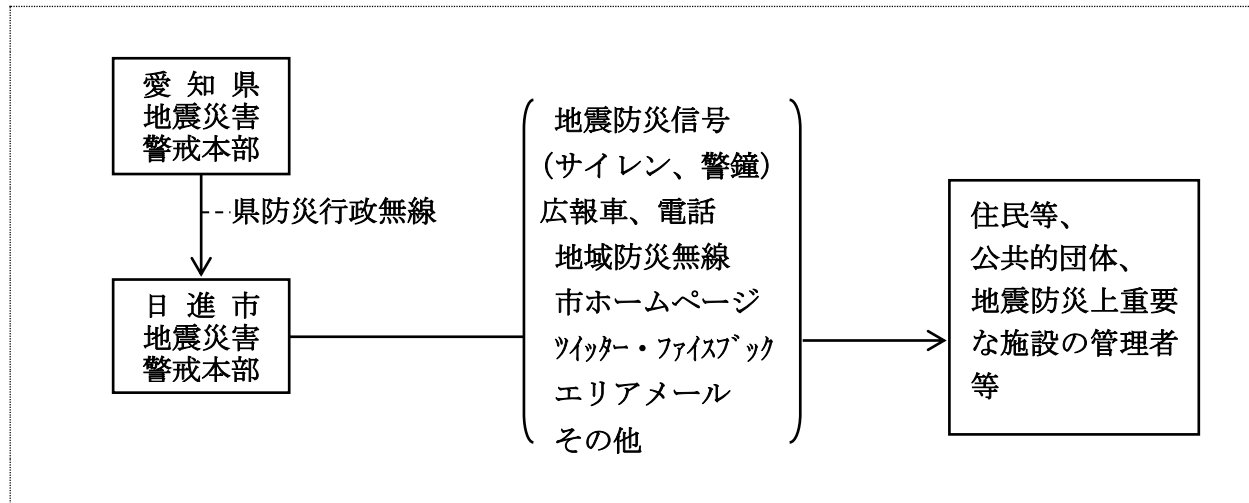 愛知県
地震災害
警戒本部
県防災行政無線
日進市
地震災害
警戒本部
地震防災信号
(サイレン、警鐘)
広報車、電話
地域防災無線
市ホームページ
ﾂｲｯﾀｰ・ﾌｧｲｽﾌﾞｯｸ
エリアメール
その他
住民等、
公共的団体、
地震防災上重要
な施設の管理者
等